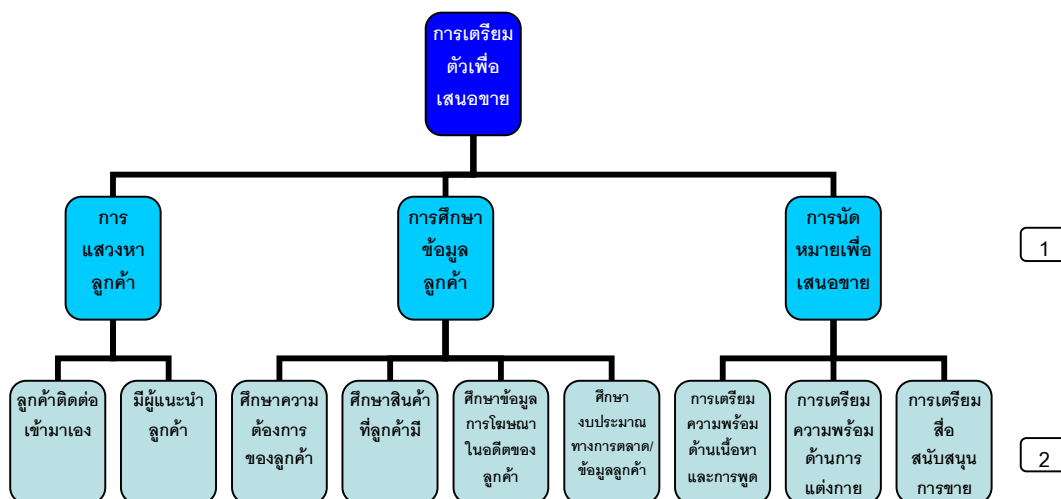 การเตรียม
ตัวเพื่อ
เสนอขาย
การ
แสวงหา
ลูกค้า
การศึกษา
ข้อมูล
ลูกค้า
การนัด
หมายเพื่อ
เสนอขาย
1
ลูกค้าติดต่อ
เข้ามาเอง
มีผู้แนะนำ
ลูกค้า
ศึกษาความ
ต้องการ
ของลูกค้า
ศึกษาสินค้า
ที่ลูกค้ามี
ศึกษาข้อมูล
การโฆษณา
ในอดีตของ
ลูกค้า
ศึกษา
งบประมาณ
ทางการตลาด/
ข้อมูลลูกค้า
การเตรียม
ความพร้อม
ด้านเนื้อหา
และการพูด
การเตรียม
ความพร้อม
ด้านการ
แต่งกาย
การเตรียม
สื่อ
สนับสนุน
การขาย
2